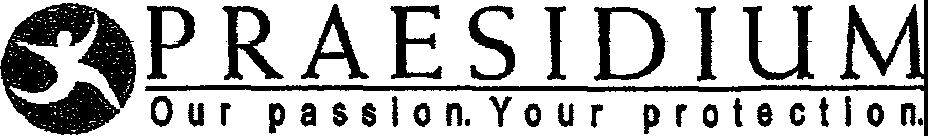 PRAESIDIUM
Our passion. Your protection.